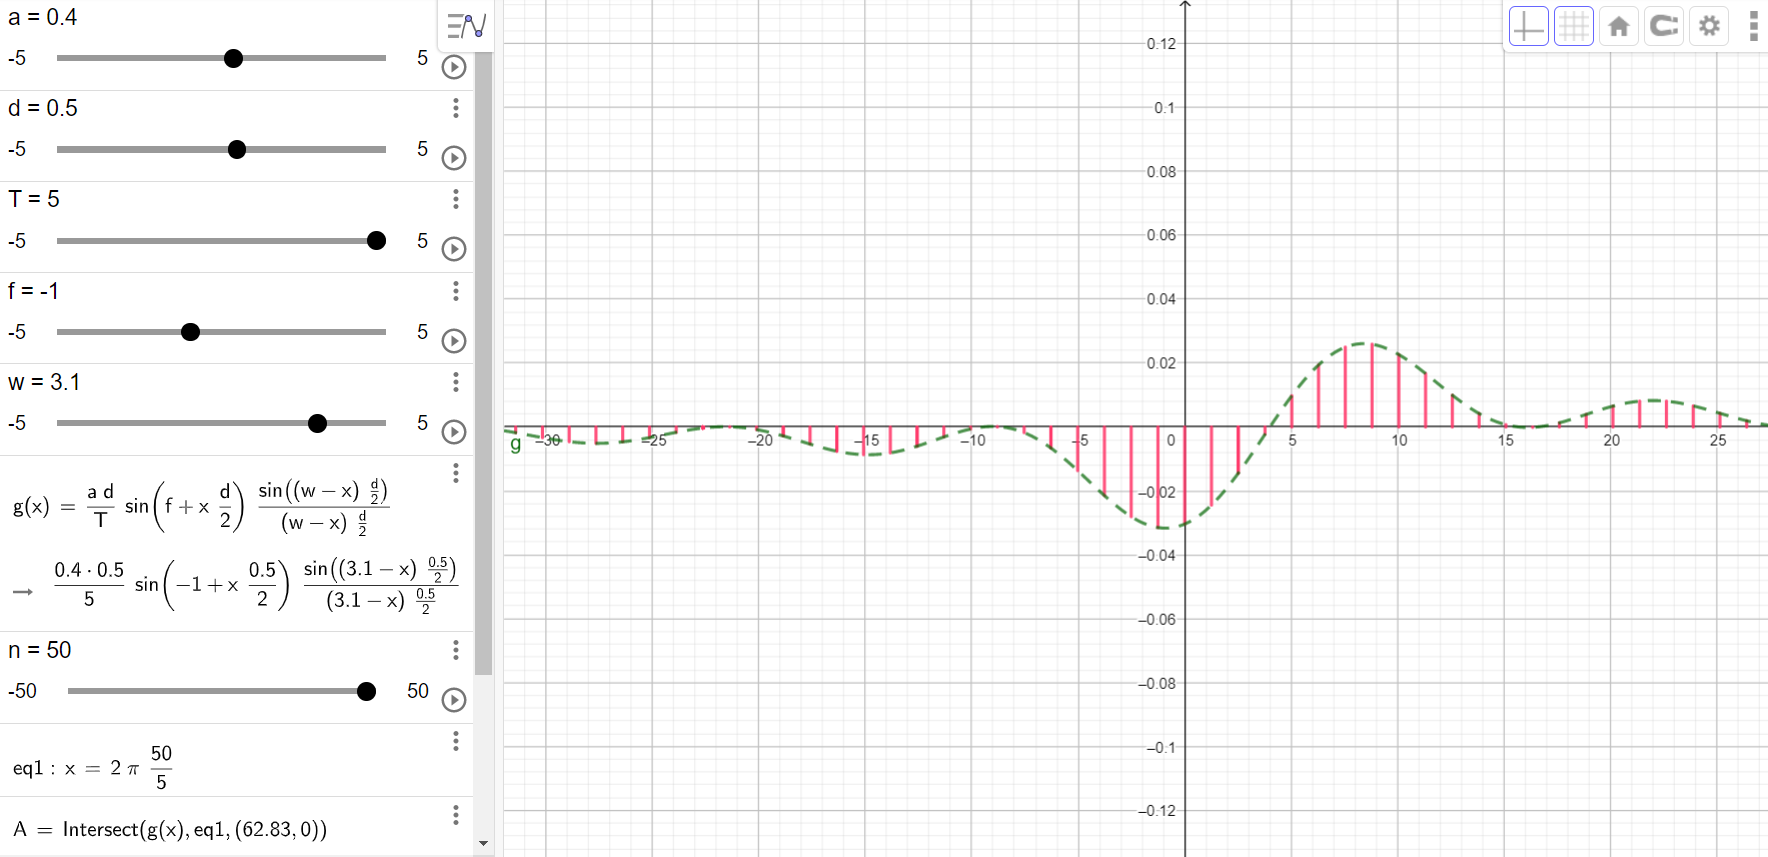 a = 0.4
-5 5
d = 0.5
-5 5
T = 5
-5 5
f = -1
-5 5
w = 3.1
-5 5
g(x) = a d / T sin(f + x d/2) sin((w − x) d/2) / ((w − x) d/2)
→ 0.4 · 0.5 / 5 sin(−1 + x 0.5/2) sin((3.1 − x) 0.5/2) / ((3.1 − x) 0.5/2)
n = 50
-50 50
eq1 : x = 2 π 50/5
A = Intersect(g(x), eq1, (62.83, 0))
0.12
0.1
0.08
0.06
0.04
0.02
g −30 −25 −20 −15 −10 −5 0 5 10 15 20 25
−0.02
−0.04
−0.06
−0.08
−0.1
−0.12